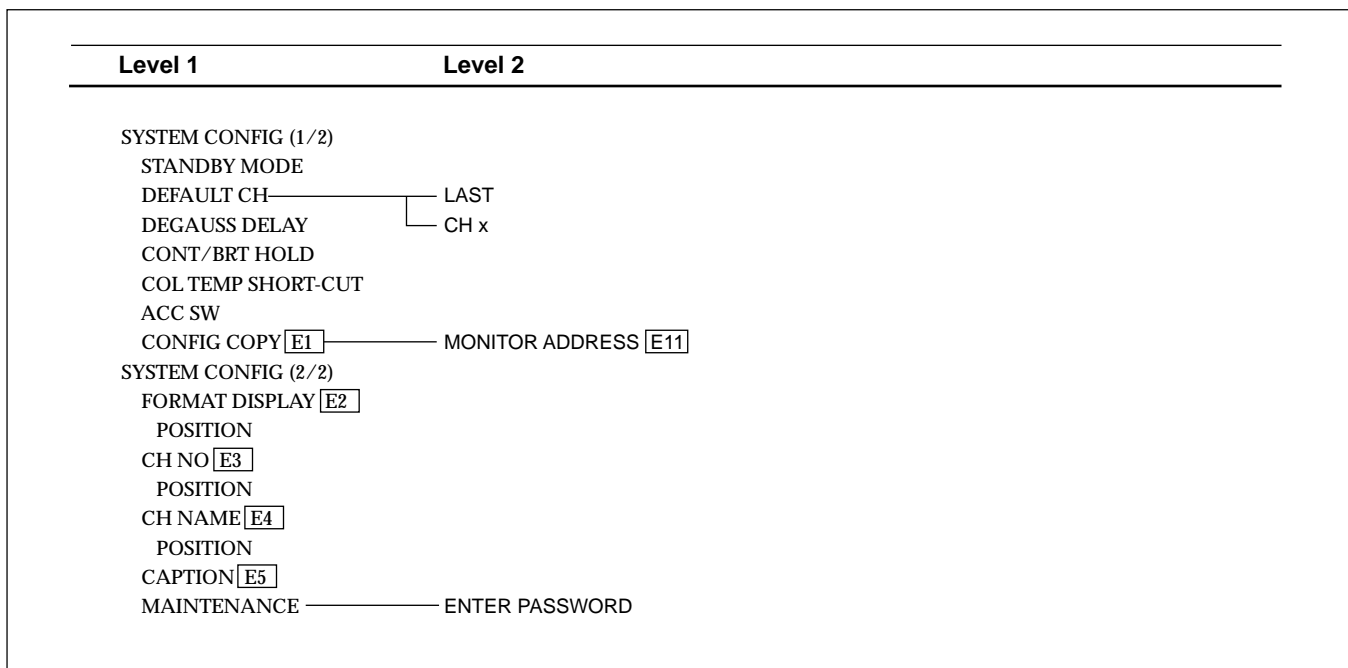 Level 1 Level 2
SYSTEM CONFIG (1/2)
STANDBY MODE
DEFAULT CH LAST
DEGAUSS DELAY CH x
CONT/BRT HOLD
COL TEMP SHORT-CUT
ACC SW
CONFIG COPY E1 MONITOR ADDRESS E11
SYSTEM CONFIG (2/2)
FORMAT DISPLAY E2
POSITION
CH NO E3
POSITION
CH NAME E4
POSITION
CAPTION E5
MAINTENANCE ENTER PASSWORD